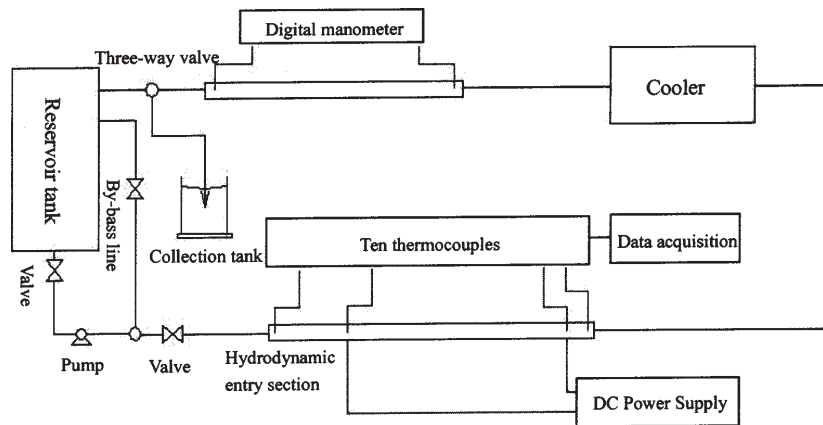 Digital manometer
Three-way valve
Cooler
Reservoir tank
By-bass line
Collection tank
Ten thermocouples
Data acquisition
Valve
Pump
Valve
Hydrodynamic
entry section
DC Power Supply